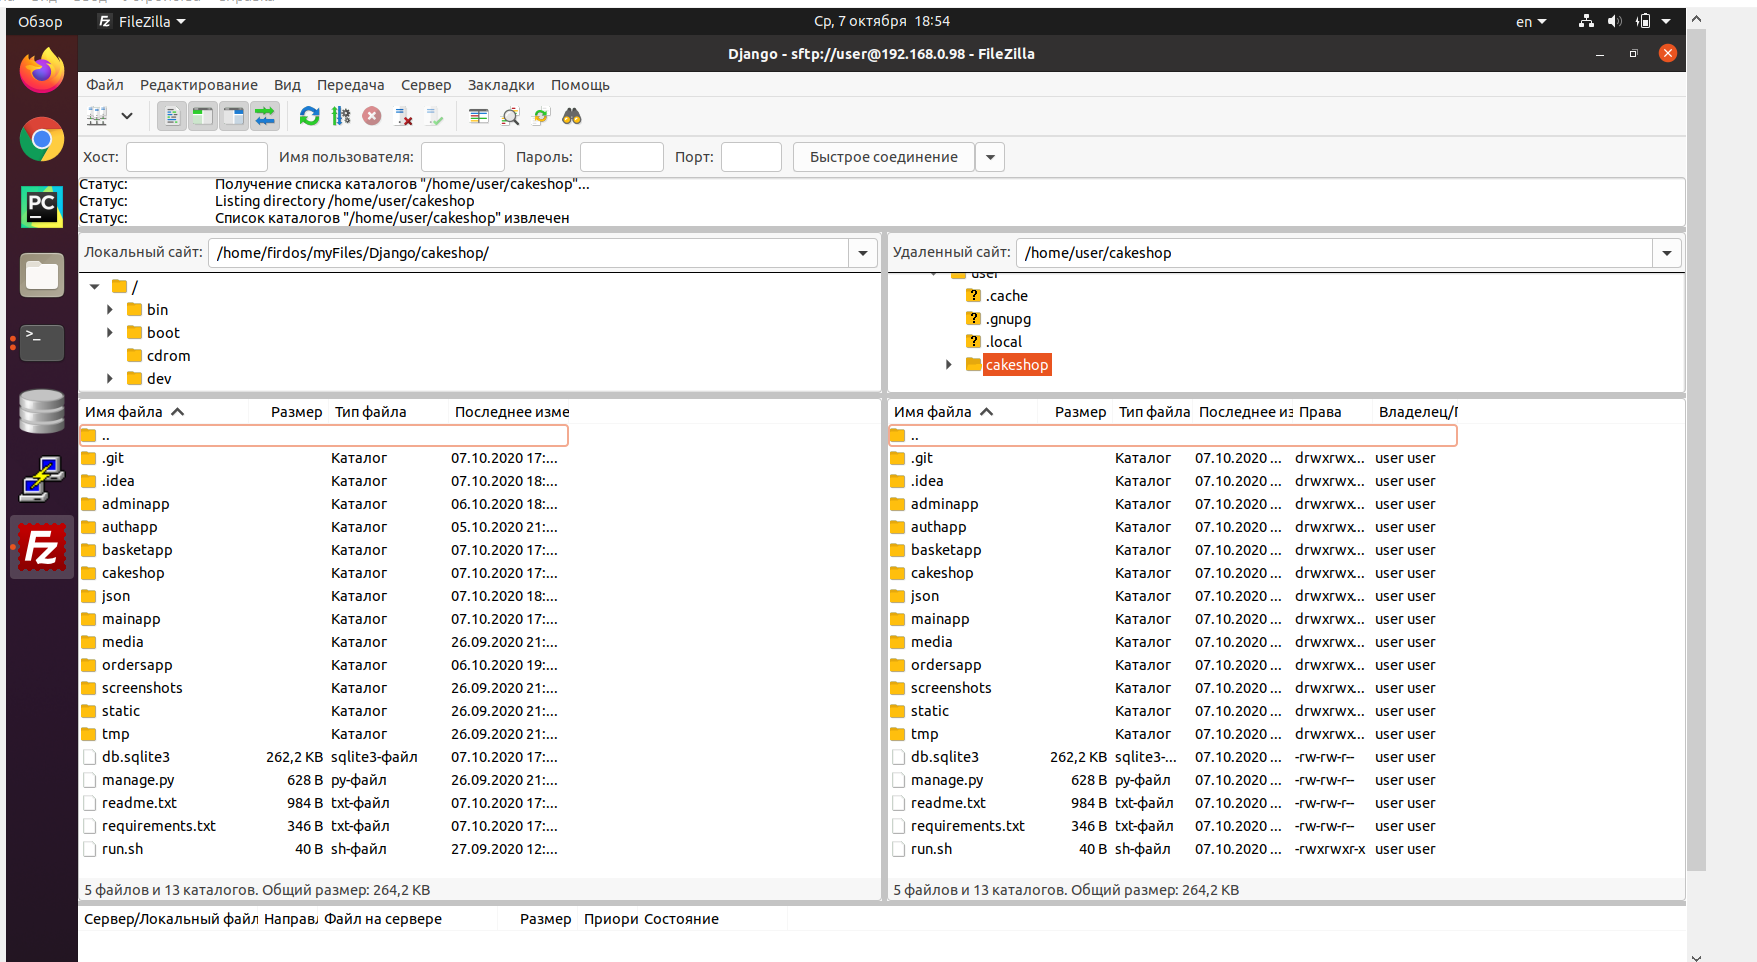 Обзор FileZilla Ср, 7 октября 18:54 en
Django - sftp://user@192.168.0.98 - FileZilla
Файл Редактирование Вид Передача Сервер Закладки Помощь
Хост: Имя пользователя: Пароль: Порт: Быстрое соединение
Статус: Получение списка каталогов "/home/user/cakeshop"...
Статус: Listing directory /home/user/cakeshop
Статус: Список каталогов "/home/user/cakeshop" извлечен
Локальный сайт: /home/firdos/myFiles/Django/cakeshop/
/
bin
boot
cdrom
dev
Удаленный сайт: /home/user/cakeshop
user
.cache
.gnupg
.local
cakeshop
Имя файла Размер Тип файла Последнее изме
..
.git Каталог 07.10.2020 17:...
.idea Каталог 07.10.2020 18:...
adminapp Каталог 06.10.2020 18:...
authapp Каталог 05.10.2020 21:...
basketapp Каталог 07.10.2020 17:...
cakeshop Каталог 07.10.2020 17:...
json Каталог 07.10.2020 18:...
mainapp Каталог 07.10.2020 17:...
media Каталог 26.09.2020 21:...
ordersapp Каталог 06.10.2020 19:...
screenshots Каталог 26.09.2020 21:...
static Каталог 26.09.2020 21:...
tmp Каталог 26.09.2020 21:...
db.sqlite3 262,2 KB sqlite3-файл 07.10.2020 17:...
manage.py 628 B py-файл 26.09.2020 21:...
readme.txt 984 B txt-файл 07.10.2020 17:...
requirements.txt 346 B txt-файл 07.10.2020 17:...
run.sh 40 B sh-файл 27.09.2020 12:...
5 файлов и 13 каталогов. Общий размер: 264,2 KB
Имя файла Размер Тип файла Последнее из Права Владелец/Г
..
.git Каталог 07.10.2020 ... drwxrwx... user user
.idea Каталог 07.10.2020 ... drwxrwx... user user
adminapp Каталог 07.10.2020 ... drwxrwx... user user
authapp Каталог 07.10.2020 ... drwxrwx... user user
basketapp Каталог 07.10.2020 ... drwxrwx... user user
cakeshop Каталог 07.10.2020 ... drwxrwx... user user
json Каталог 07.10.2020 ... drwxrwx... user user
mainapp Каталог 07.10.2020 ... drwxrwx... user user
media Каталог 07.10.2020 ... drwxrwx... user user
ordersapp Каталог 07.10.2020 ... drwxrwx... user user
screenshots Каталог 07.10.2020 ... drwxrwx... user user
static Каталог 07.10.2020 ... drwxrwx... user user
tmp Каталог 07.10.2020 ... drwxrwx... user user
db.sqlite3 262,2 KB sqlite3-... 07.10.2020 ... -rw-rw-r-- user user
manage.py 628 B py-файл 07.10.2020 ... -rw-rw-r-- user user
readme.txt 984 B txt-файл 07.10.2020 ... -rw-rw-r-- user user
requirements.txt 346 B txt-файл 07.10.2020 ... -rw-rw-r-- user user
run.sh 40 B sh-файл 07.10.2020 ... -rwxrwxr-x user user
5 файлов и 13 каталогов. Общий размер: 264,2 KB
Сервер/Локальный файл Направл Файл на сервере Размер Приори Состояние